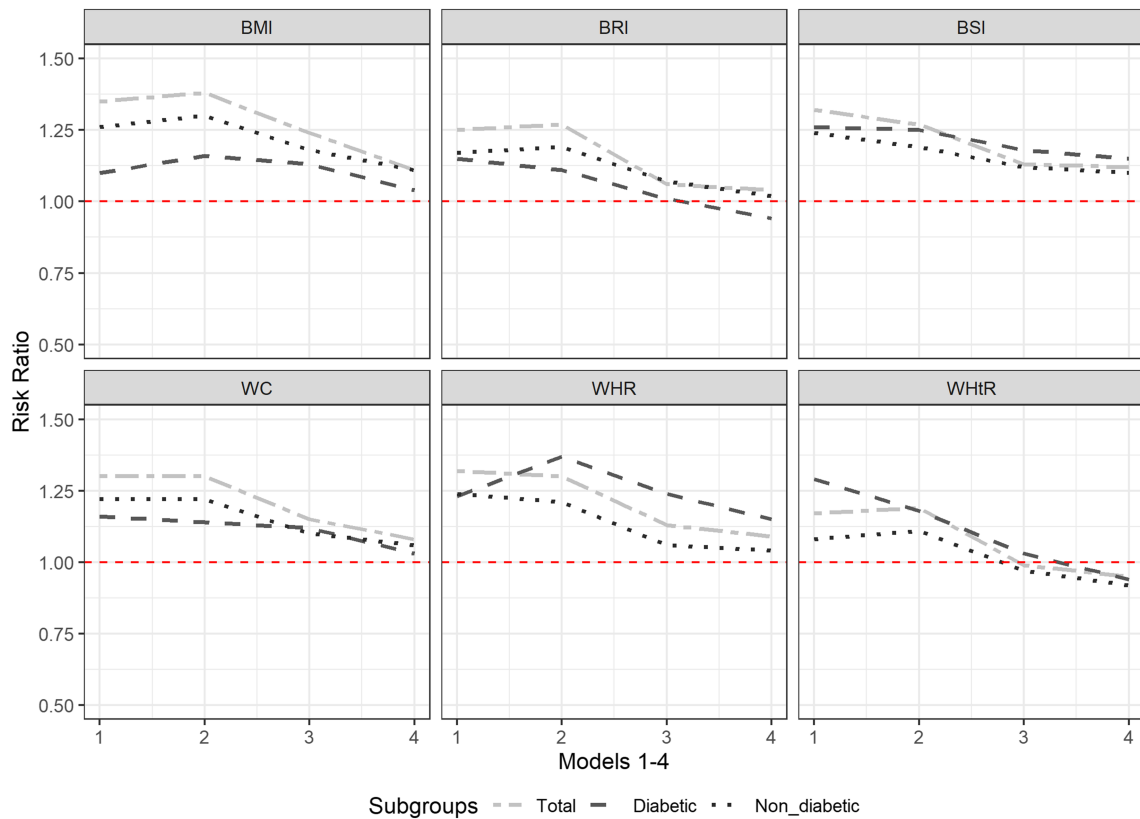 BMI BRI BSI
1.50
1.25
1.00
0.75
0.50
WC WHR WHtR
1.50
1.25
1.00
0.75
0.50
Risk Ratio
1 2 3 4 1 2 3 4 1 2 3 4
Models 1-4
Subgroups Total Diabetic Non_diabetic